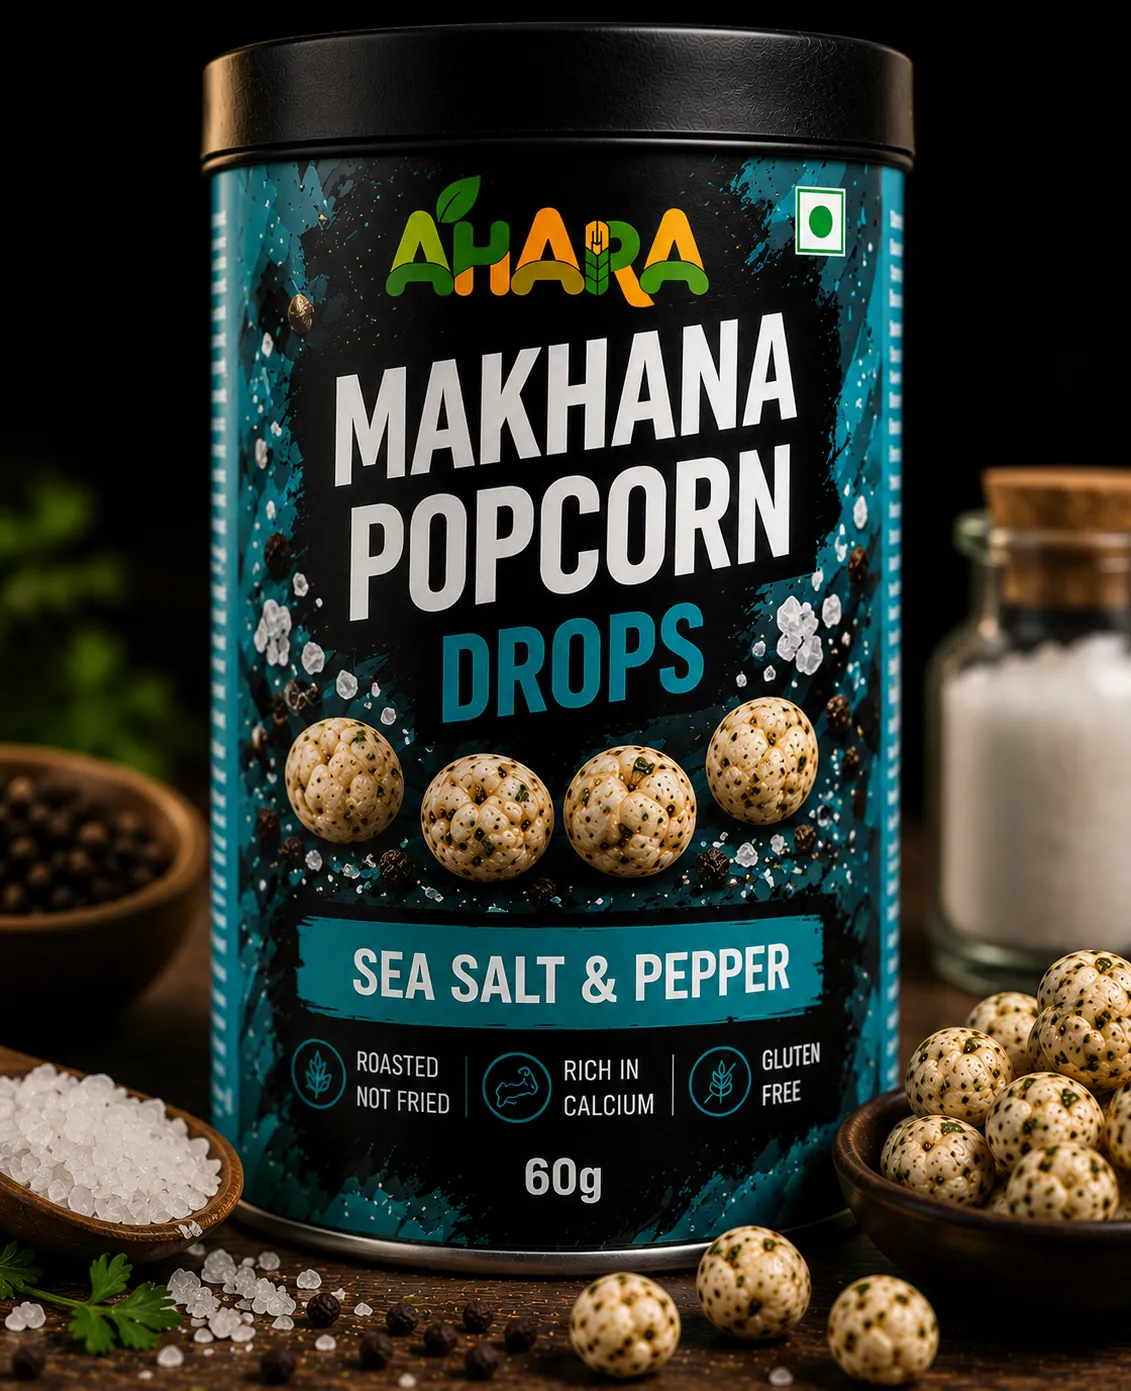 AHARA
MAKHANA
POPCORN
DROPS
SEA SALT & PEPPER
ROASTED
NOT FRIED
RICH IN
CALCIUM
GLUTEN
FREE
60g